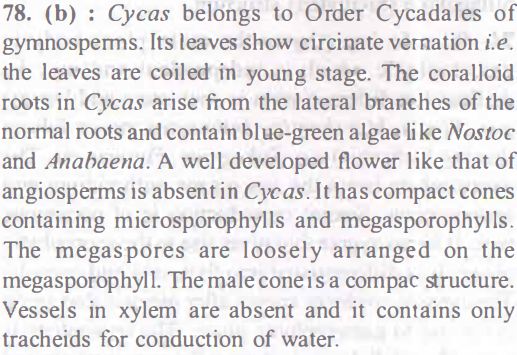 78. (b) : Cycas belongs to Order Cycadales of
gymnosperms. Its leaves show circinate vernation i.e.
the leaves are coiled in young stage. The coralloid
roots in Cycas arise from the lateral branches of the
normal roots and contain blue-green algae like Nostoc
and Anabaena. A well developed flower like that of
angiosperms is absent in Cycas. It has compact cones
containing microsporophylls and megasporophylls.
The megaspores are loosely arranged on the
megasporophyll. The male cone is a compac structure.
Vessels in xylem are absent and it contains only
tracheids for conduction of water.